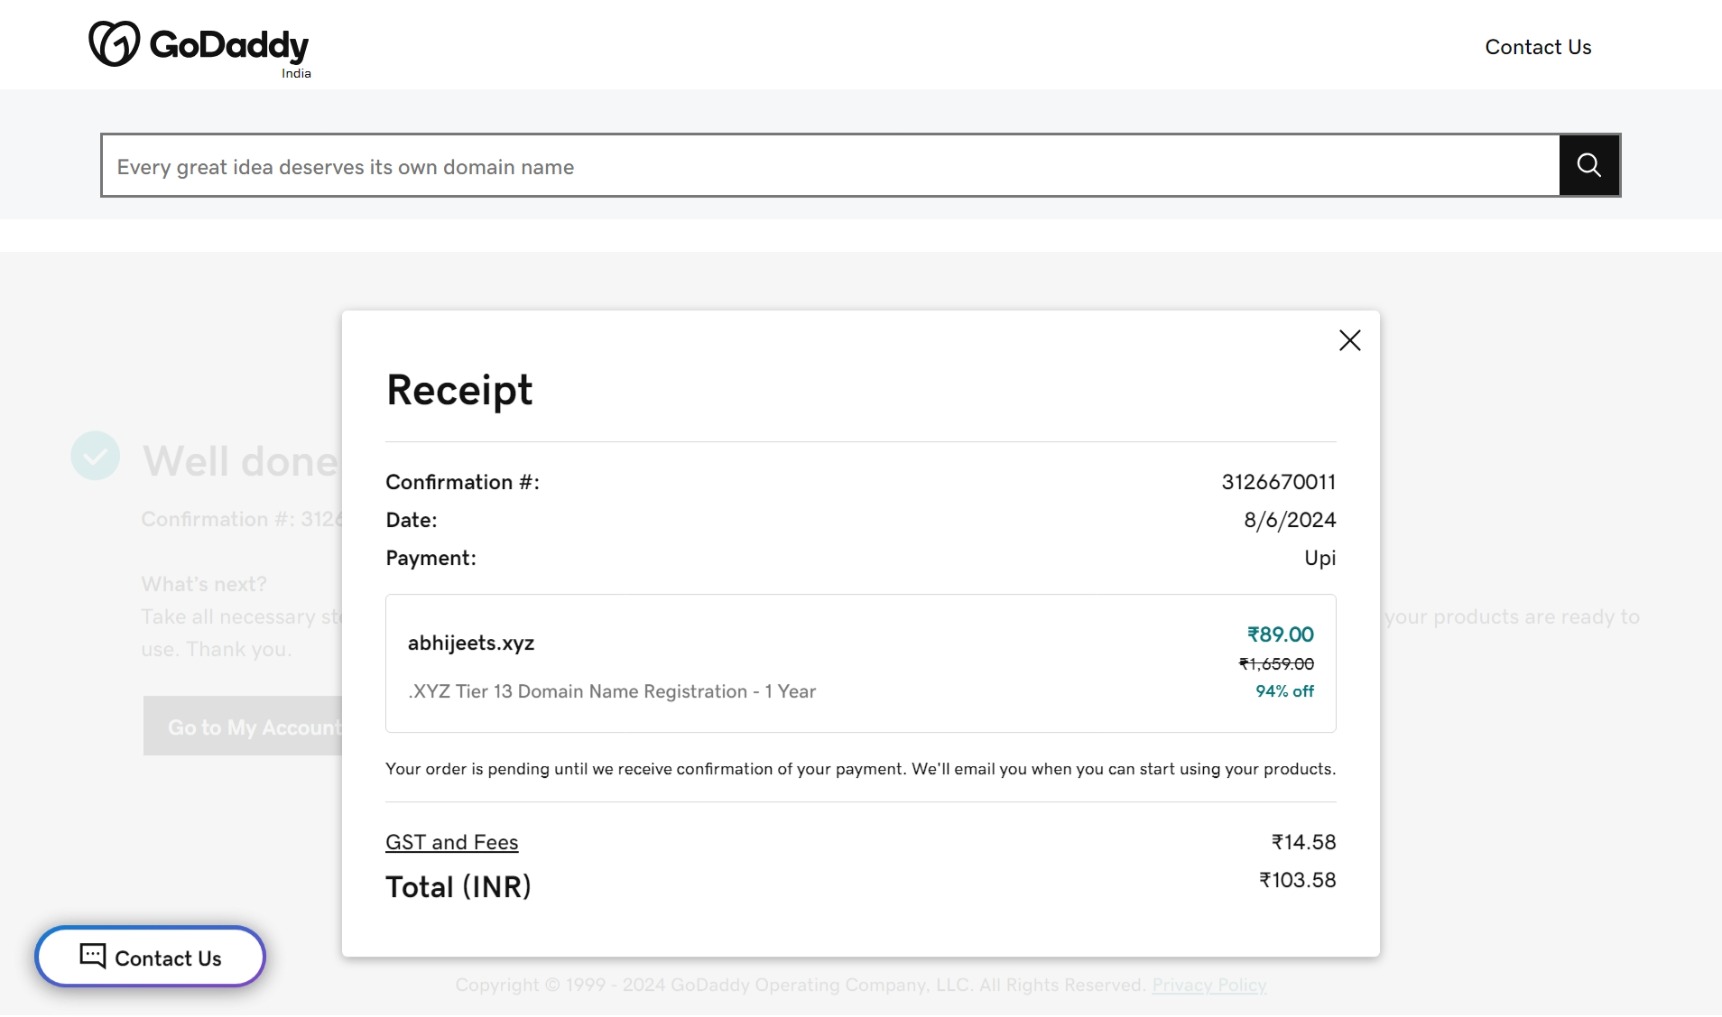 GoDaddy
India
Contact Us
Every great idea deserves its own domain name
Receipt
Well done
Confirmation #: 3126670011
Date: 8/6/2024
Payment: Upi
Confirmation #: 312
What's next?
Take all necessary your products are ready to
use. Thank you.
abhijeets.xyz ₹89.00
₹1,659.00
.XYZ Tier 13 Domain Name Registration - 1 Year 94% off
Go to My Account
Your order is pending until we receive confirmation of your payment. We'll email you when you can start using your products.
GST and Fees ₹14.58
Total (INR) ₹103.58
Contact Us
Copyright © 1999 - 2024 GoDaddy Operating Company, LLC. All Rights Reserved. Privacy Policy